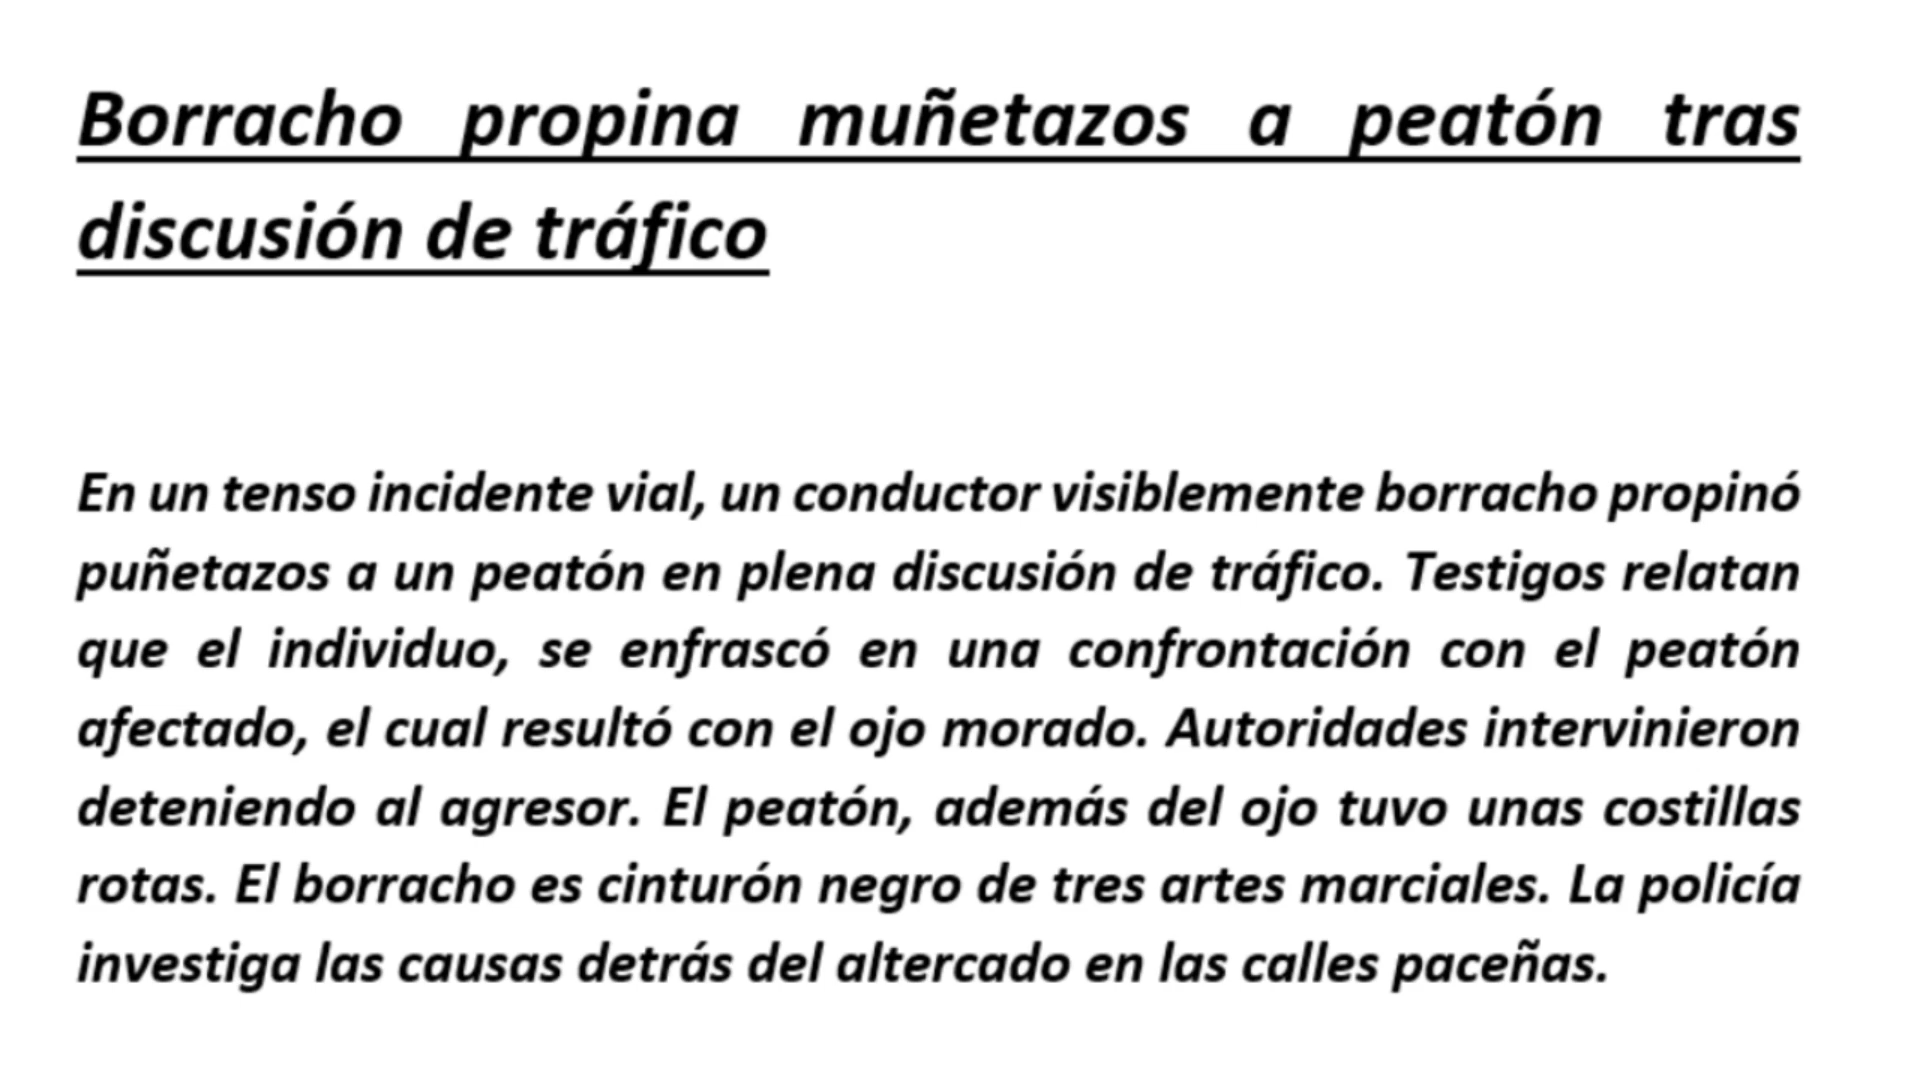 Borracho propina muñetazos a peatón tras
discusión de tráfico
En un tenso incidente vial, un conductor visiblemente borracho propinó
puñetazos a un peatón en plena discusión de tráfico. Testigos relatan
que el individuo, se enfrascó en una confrontación con el peatón
afectado, el cual resultó con el ojo morado. Autoridades intervinieron
deteniendo al agresor. El peatón, además del ojo tuvo unas costillas
rotas. El borracho es cinturón negro de tres artes marciales. La policía
investiga las causas detrás del altercado en las calles paceñas.